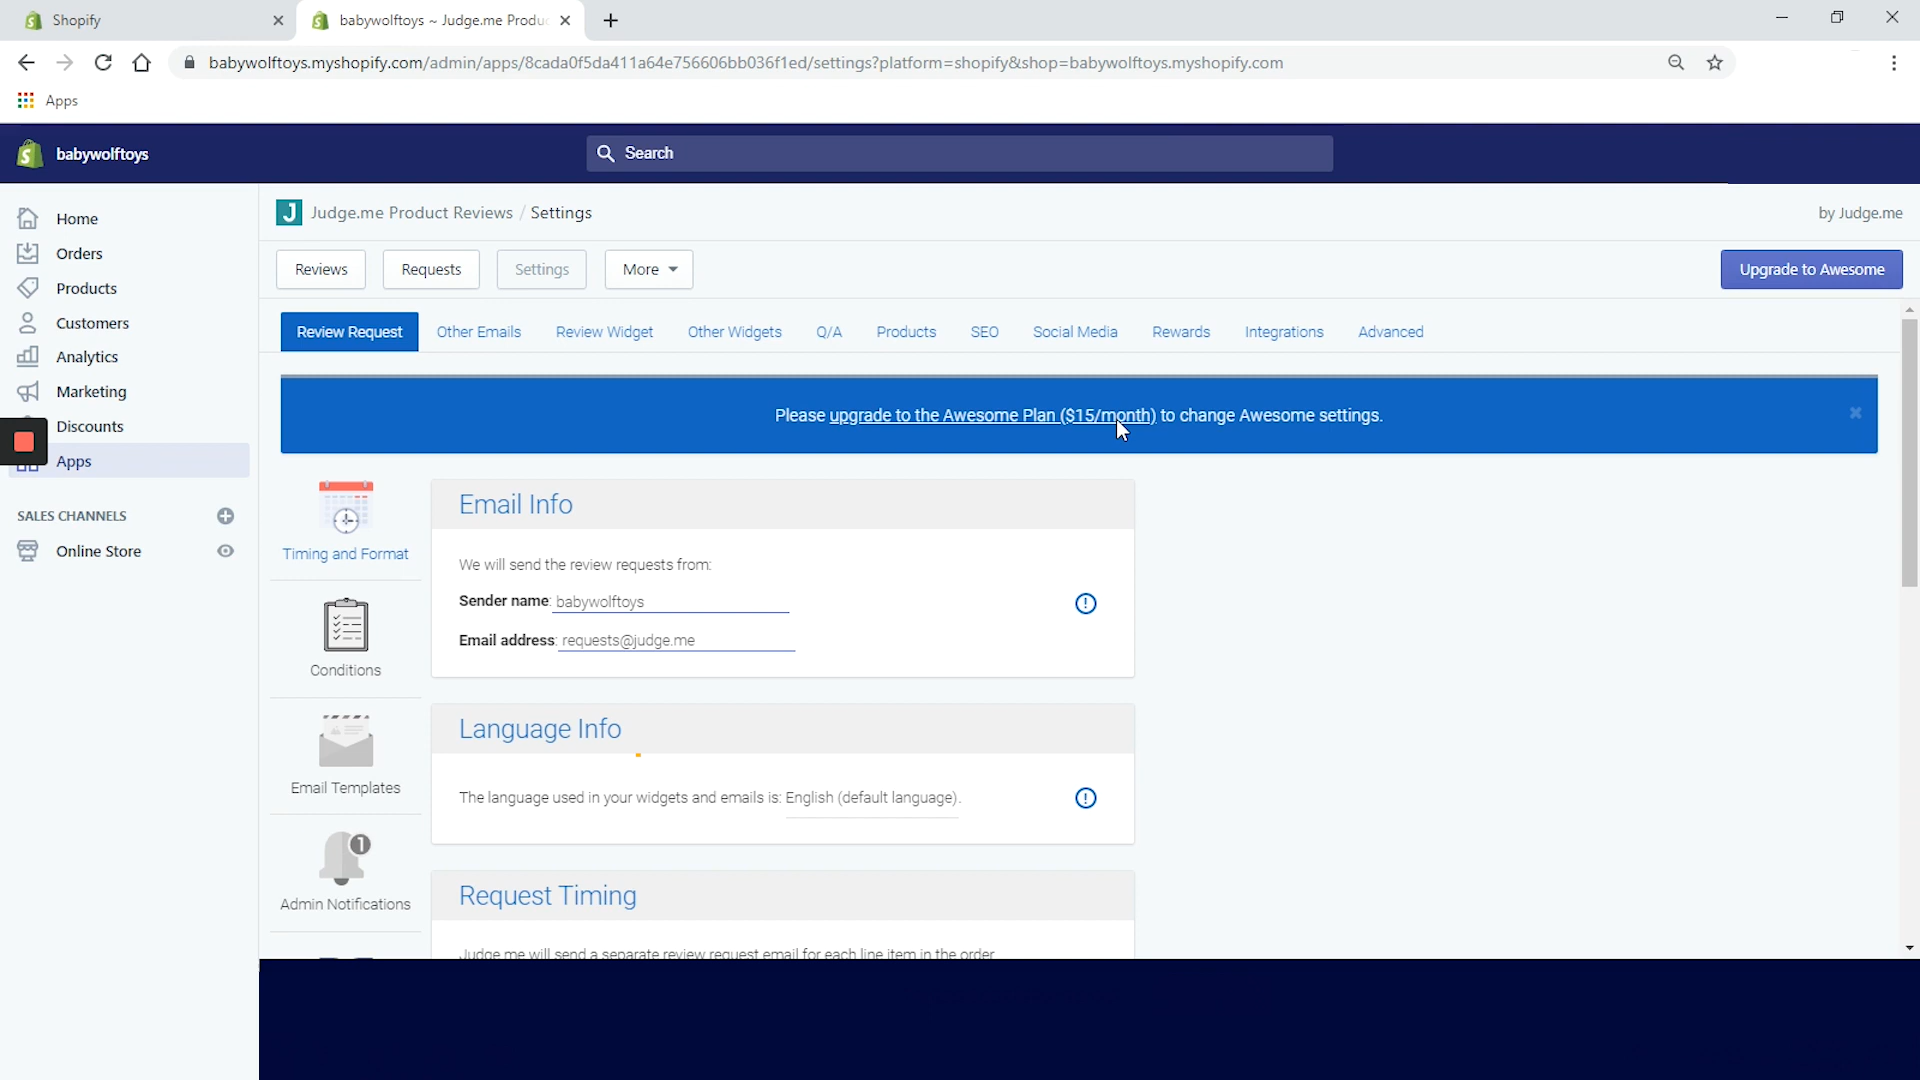 Shopify
babywolftoys ~ Judge.me Produc
babywolftoys.myshopify.com/admin/apps/8cada0f5da411a64e756606bb036f1ed/settings?platform=shopify&shop=babywolftoys.myshopify.com
Apps
babywolftoys
Search
Home
Orders
Products
Customers
Analytics
Marketing
Discounts
Apps
SALES CHANNELS
Online Store
J Judge.me Product Reviews / Settings
by Judge.me
Reviews Requests Settings More
Upgrade to Awesome
Review Request Other Emails Review Widget Other Widgets Q/A Products SEO Social Media Rewards Integrations Advanced
Please upgrade to the Awesome Plan ($15/month) to change Awesome settings.
Timing and Format
Conditions
Email Templates
1
Admin Notifications
Email Info
We will send the review requests from:
Sender name: babywolftoys
Email address: requests@judge.me
Language Info
The language used in your widgets and emails is: English (default language).
Request Timing
Judge.me will send a separate review request email for each line item in the order